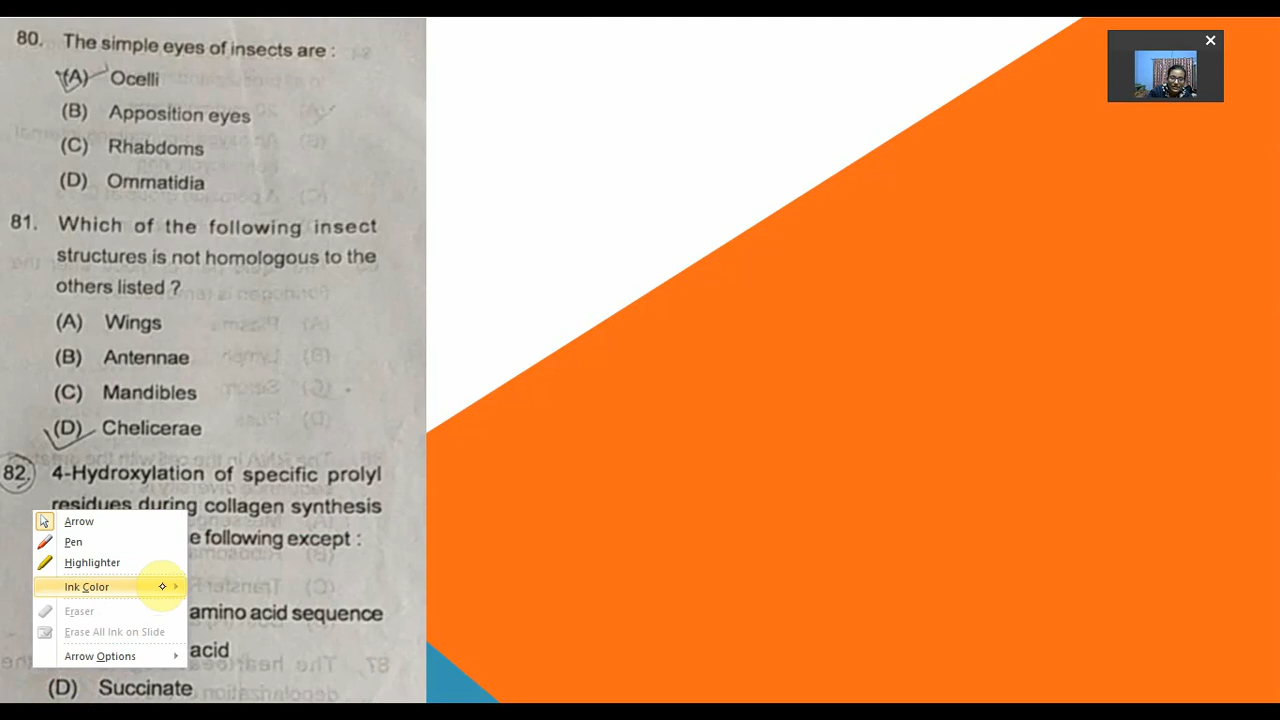 80. The simple eyes of insects are :
(A) Ocelli
(B) Apposition eyes
(C) Rhabdoms
(D) Ommatidia
81. Which of the following insect
structures is not homologous to the
others listed ?
(A) Wings
(B) Antennae
(C) Mandibles
(D) Chelicerae
82. 4-Hydroxylation of specific prolyl
residues during collagen synthesis
e following except :
amino acid sequence
acid
(D) Succinate
Arrow
Pen
Highlighter
Ink Color
Eraser
Erase All Ink on Slide
Arrow Options